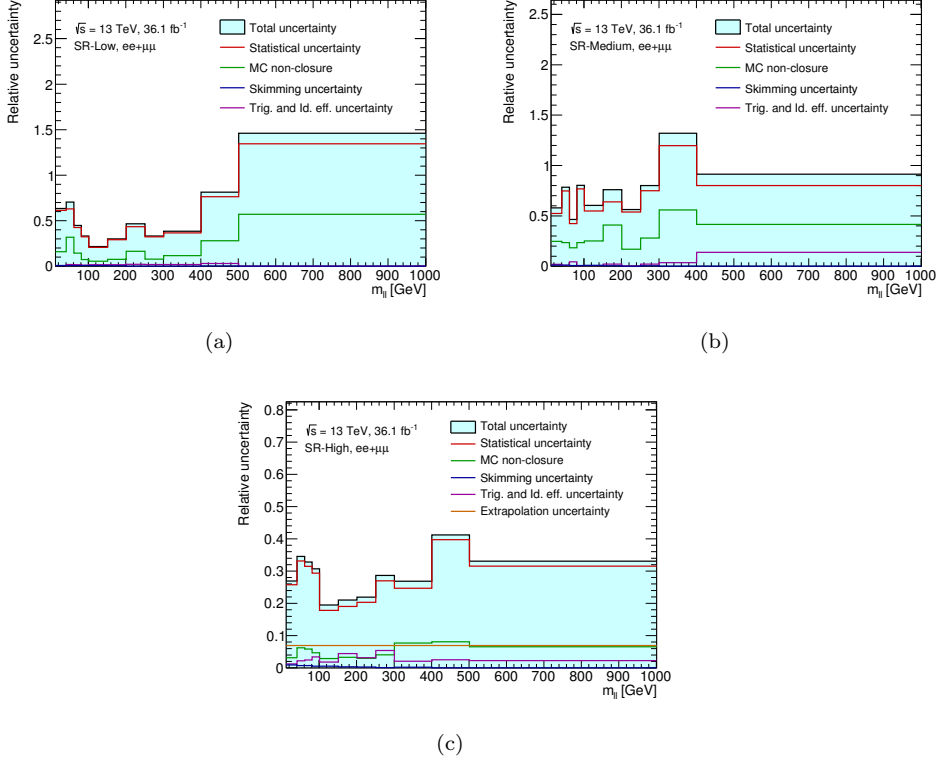 Relative uncertainty
2.5
2
1.5
1
0.5
0
√s = 13 TeV, 36.1 fb⁻¹
SR-Low, ee+μμ
Total uncertainty
Statistical uncertainty
MC non-closure
Skimming uncertainty
Trig. and Id. eff. uncertainty
100 200 300 400 500 600 700 800 900 1000
m_ll [GeV]
(a)
Relative uncertainty
2.5
2
1.5
1
0.5
0
√s = 13 TeV, 36.1 fb⁻¹
SR-Medium, ee+μμ
Total uncertainty
Statistical uncertainty
MC non-closure
Skimming uncertainty
Trig. and Id. eff. uncertainty
100 200 300 400 500 600 700 800 900 1000
m_ll [GeV]
(b)
Relative uncertainty
0.8
0.7
0.6
0.5
0.4
0.3
0.2
0.1
0
√s = 13 TeV, 36.1 fb⁻¹
SR-High, ee+μμ
Total uncertainty
Statistical uncertainty
MC non-closure
Skimming uncertainty
Trig. and Id. eff. uncertainty
Extrapolation uncertainty
100 200 300 400 500 600 700 800 900 1000
m_ll [GeV]
(c)